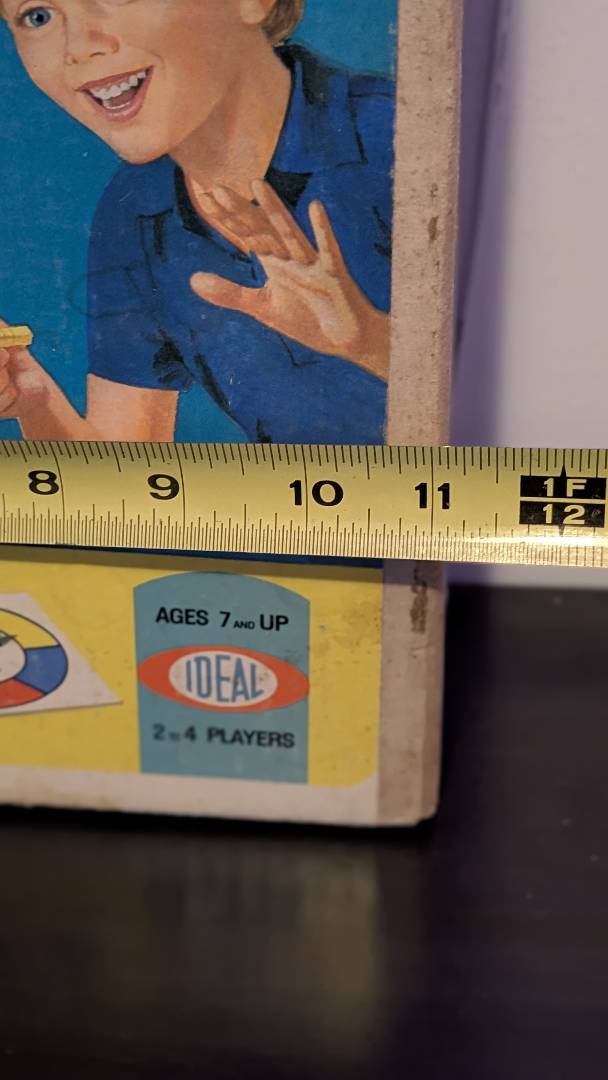 8 9 10 11 1F
12
AGES 7 AND UP
IDEAL
2 to 4 PLAYERS